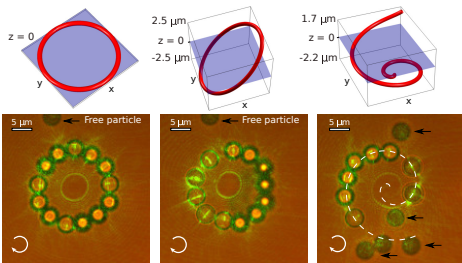 z = 0
y
x
2.5 μm
z = 0
-2.5 μm
y
x
1.7 μm
z = 0
-2.2 μm
y
x
5 μm
Free particle
5 μm
Free particle
5 μm